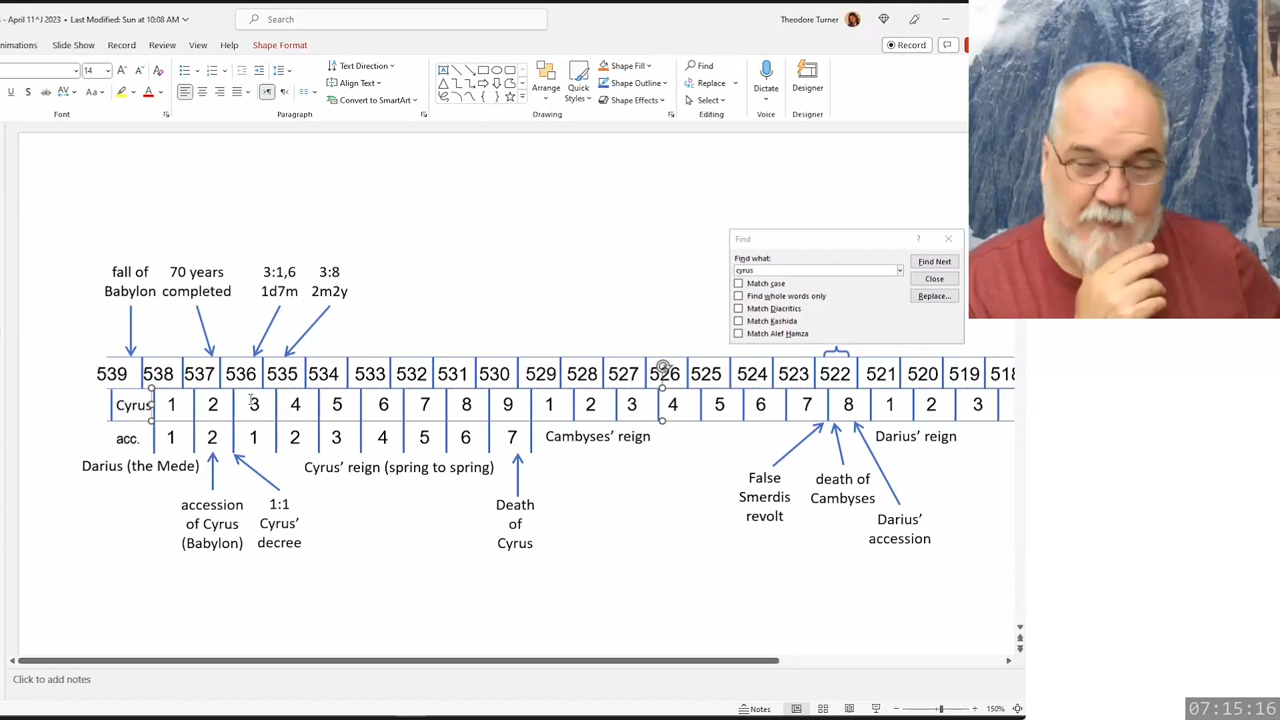 - April 11^J 2023 • Last Modified: Sun at 10:08 AM
Search
Theodore Turner
nimations Slide Show Record Review View Help Shape Format
Record
14
Aa
Text Direction
Align Text
Convert to SmartArt
Arrange
Quick Styles
Shape Fill
Shape Outline
Shape Effects
Find
Replace
Select
Dictate
Designer
Font Paragraph Drawing Editing Voice Designer
Find
Find what:
cyrus
Match case
Find whole words only
Match Diacritics
Match Kashida
Match Alef Hamza
Find Next
Close
Replace...
fall of
Babylon
70 years
completed
3:1,6
1d7m
3:8
2m2y
539 538 537 536 535 534 533 532 531 530 529 528 527 526 525 524 523 522 521 520 519 518
Cyrus 1 2 3 4 5 6 7 8 9 1 2 3 4 5 6 7 8 1 2 3
acc. 1 2 1 2 3 4 5 6 7 Cambyses’ reign Darius’ reign
Darius (the Mede) Cyrus’ reign (spring to spring)
accession
of Cyrus
(Babylon)
1:1
Cyrus’
decree
Death
of
Cyrus
False
Smerdis
revolt
death of
Cambyses
Darius’
accession
Click to add notes
Notes
150%
07:15:16